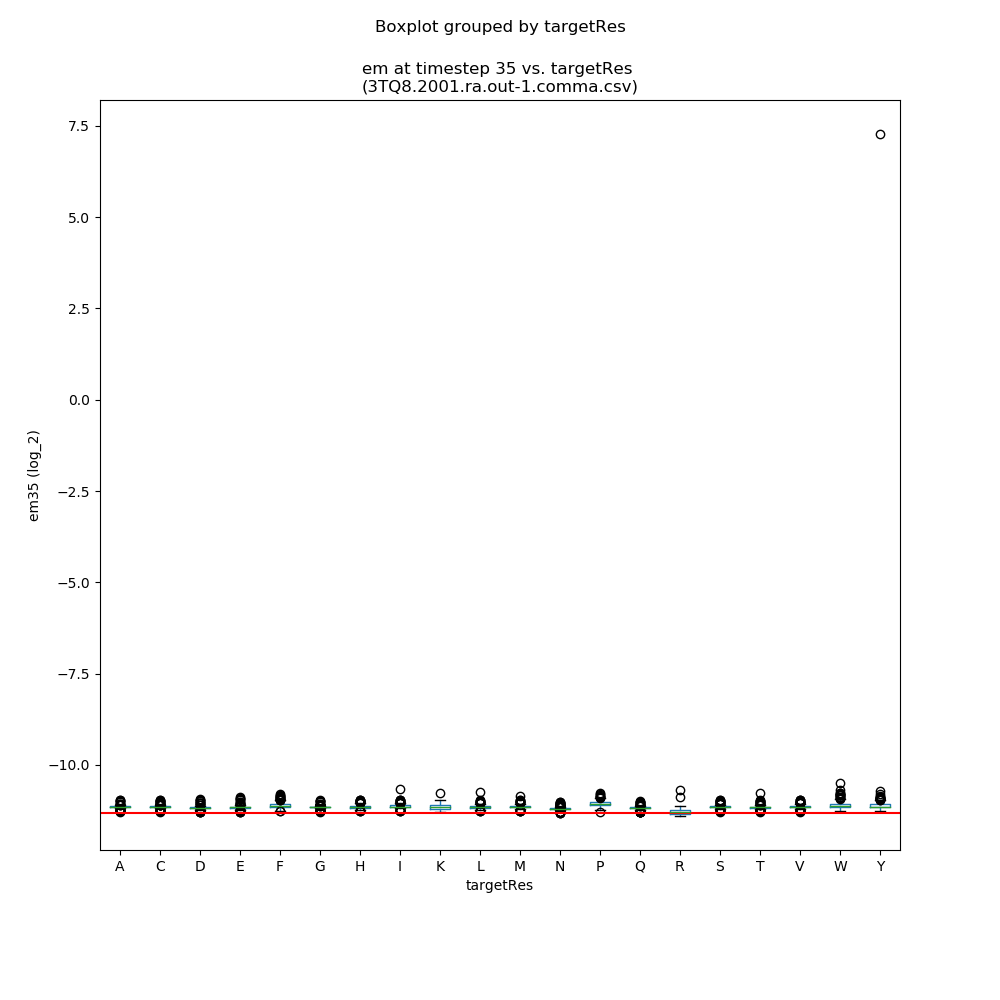 Boxplot grouped by targetRes
em at timestep 35 vs. targetRes
(3TQ8.2001.ra.out-1.comma.csv)
7.5
5.0
2.5
0.0
−2.5
−5.0
−7.5
−10.0
em35 (log_2)
A C D E F G H I K L M N P Q R S T V W Y
targetRes